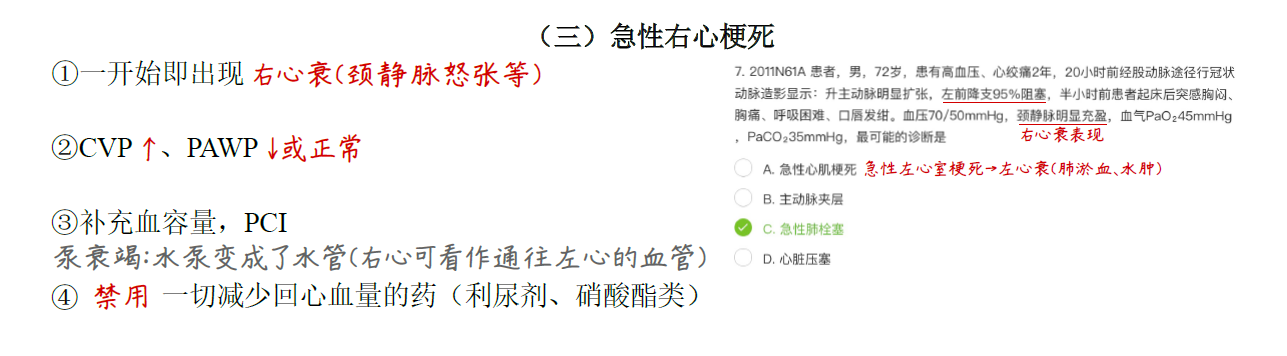 （三）急性右心梗死
①一开始即出现 右心衰(颈静脉怒张等)
②CVP↑、PAWP↓或正常
③补充血容量，PCI
泵衰竭:水泵变成了水管(右心可看作通往左心的血管)
④ 禁用 一切减少回心血量的药（利尿剂、硝酸酯类）
7. 2011N61A 患者，男，72岁，患有高血压、心绞痛2年，20小时前经股动脉途径行冠状
动脉造影显示：升主动脉明显扩张，左前降支95%阻塞，半小时前患者起床后突感胸闷、
胸痛、呼吸困难、口唇发绀。血压70/50mmHg，颈静脉明显充盈，血气PaO₂45mmHg
，PaCO₂35mmHg，最可能的诊断是
右心衰表现
A. 急性心肌梗死 急性左心室梗死→左心衰(肺淤血、水肿)
B. 主动脉夹层
C. 急性肺栓塞
D. 心脏压塞